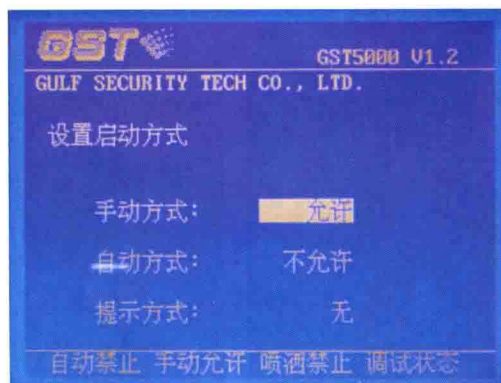 GST
GST5000 V1.2
GULF SECURITY TECH CO., LTD.
设置启动方式
手动方式: 允许
自动方式: 不允许
提示方式: 无
自动禁止 手动允许 喷洒禁止 调试状态